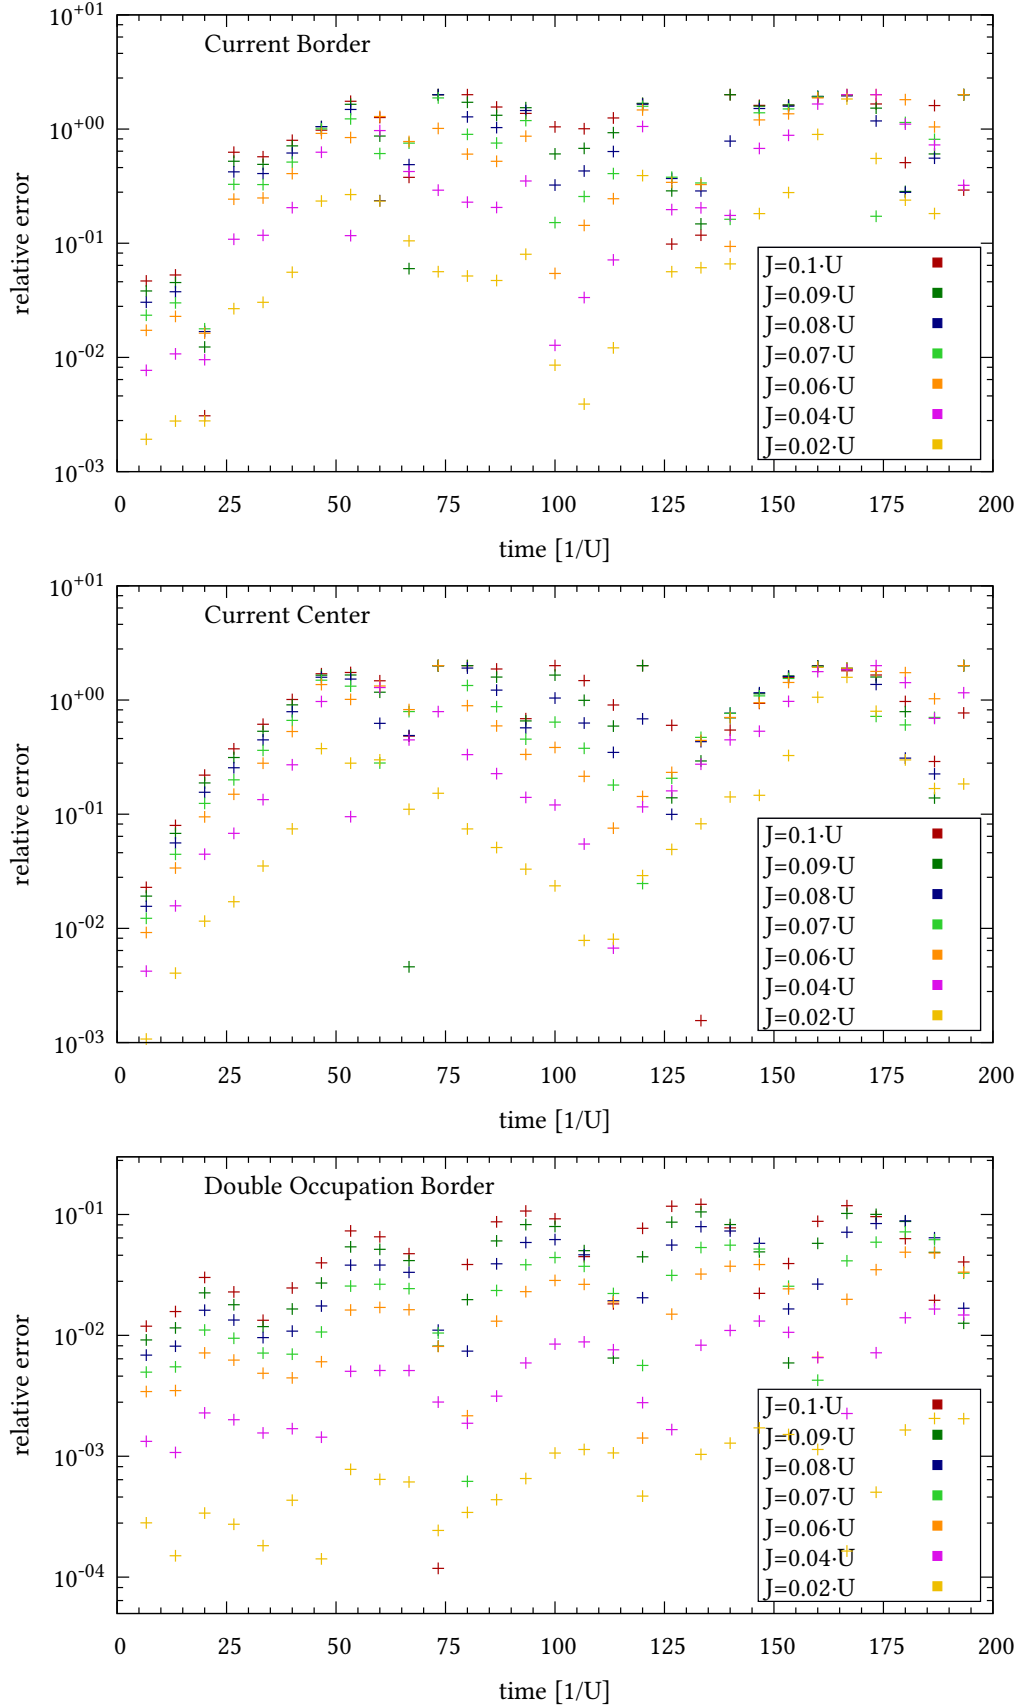 10+01
Current Border
10+00
10-01
10-02
10-03
relative error
J=0.1·U
J=0.09·U
J=0.08·U
J=0.07·U
J=0.06·U
J=0.04·U
J=0.02·U
0 25 50 75 100 125 150 175 200
time [1/U]
10+01
Current Center
10+00
10-01
10-02
10-03
relative error
J=0.1·U
J=0.09·U
J=0.08·U
J=0.07·U
J=0.06·U
J=0.04·U
J=0.02·U
0 25 50 75 100 125 150 175 200
time [1/U]
Double Occupation Border
10-01
10-02
10-03
10-04
relative error
J=0.1·U
J=0.09·U
J=0.08·U
J=0.07·U
J=0.06·U
J=0.04·U
J=0.02·U
0 25 50 75 100 125 150 175 200
time [1/U]